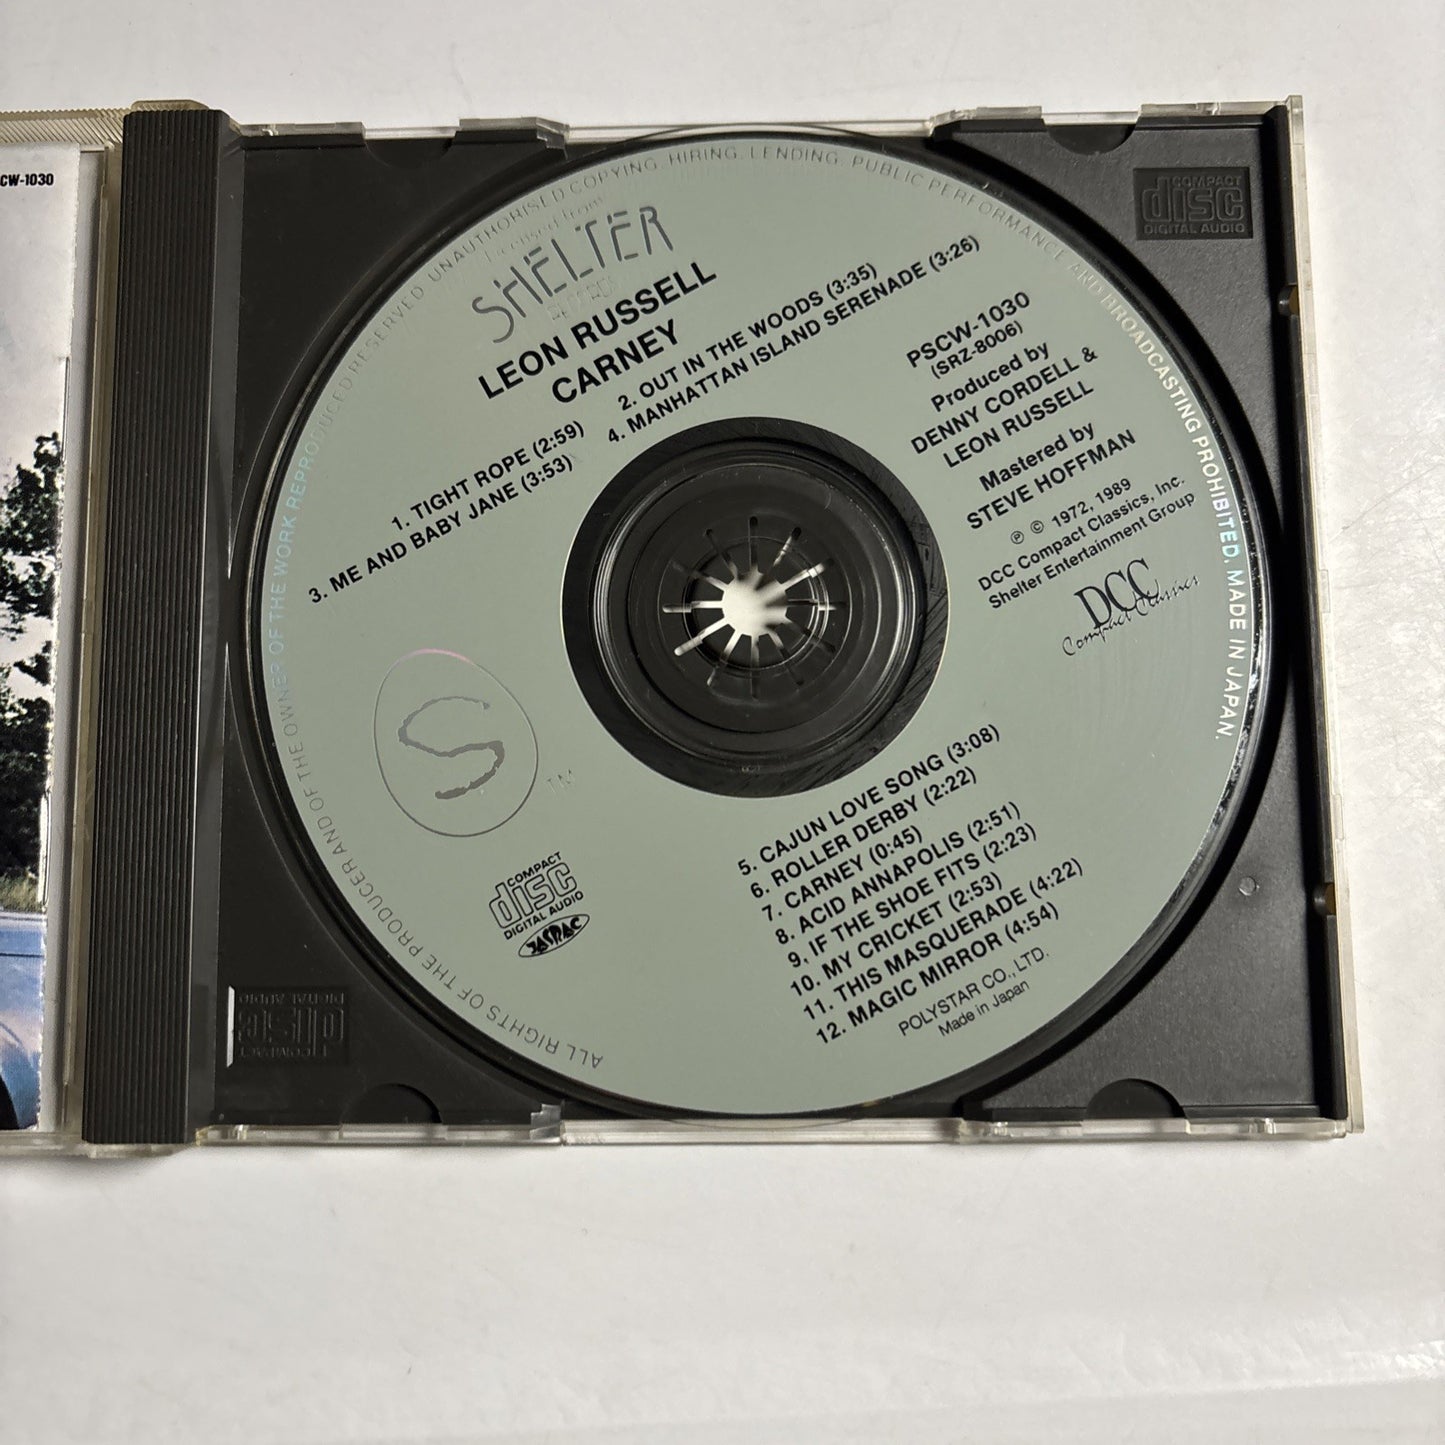 CW-1030
ALL RIGHTS OF THE PRODUCER AND OF THE OWNER OF THE WORK REPRODUCED RESERVED UNAUTHORISED COPYING. HIRING. LENDING. PUBLIC PERFORMANCE AND BROADCASTING PROHIBITED. MADE IN JAPAN.
Licensed from
SHELTER
RECORDS
LEON RUSSELL
CARNEY
1. TIGHT ROPE (2:59)
2. OUT IN THE WOODS (3:35)
3. ME AND BABY JANE (3:53)
4. MANHATTAN ISLAND SERENADE (3:26)
PSCW-1030
(SRZ-8006)
Produced by
DENNY CORDELL &
LEON RUSSELL
Mastered by
STEVE HOFFMAN
℗ © 1972, 1989
DCC Compact Classics, Inc.
Shelter Entertainment Group
DCC
Compact Classics
S
TM
COMPACT
disc
DIGITAL AUDIO
JASRAC
5. CAJUN LOVE SONG (3:08)
6. ROLLER DERBY (2:22)
7. CARNEY (0:45)
8. ACID ANNAPOLIS (2:51)
9. IF THE SHOE FITS (2:23)
10. MY CRICKET (2:53)
11. THIS MASQUERADE (4:22)
12. MAGIC MIRROR (4:54)
POLYSTAR CO., LTD.
Made in Japan
COMPACT
disc
DIGITAL AUDIO
COMPACT
disc
DIGITAL AUDIO